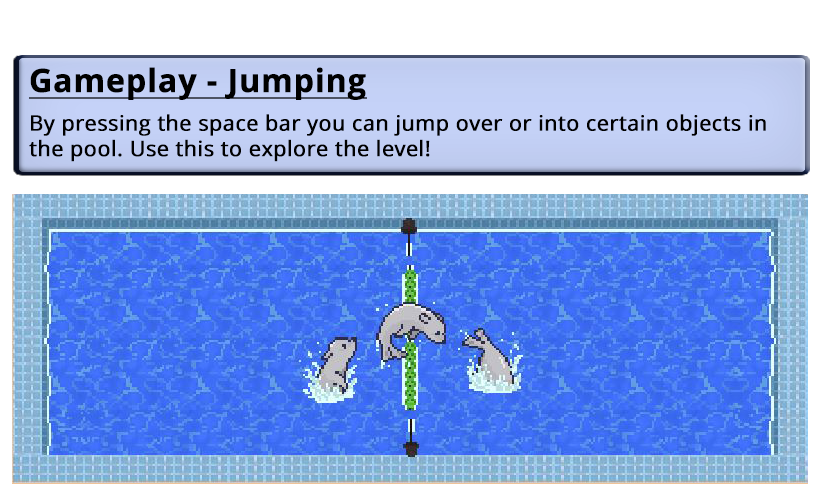 Gameplay - Jumping
By pressing the space bar you can jump over or into certain objects in
the pool. Use this to explore the level!